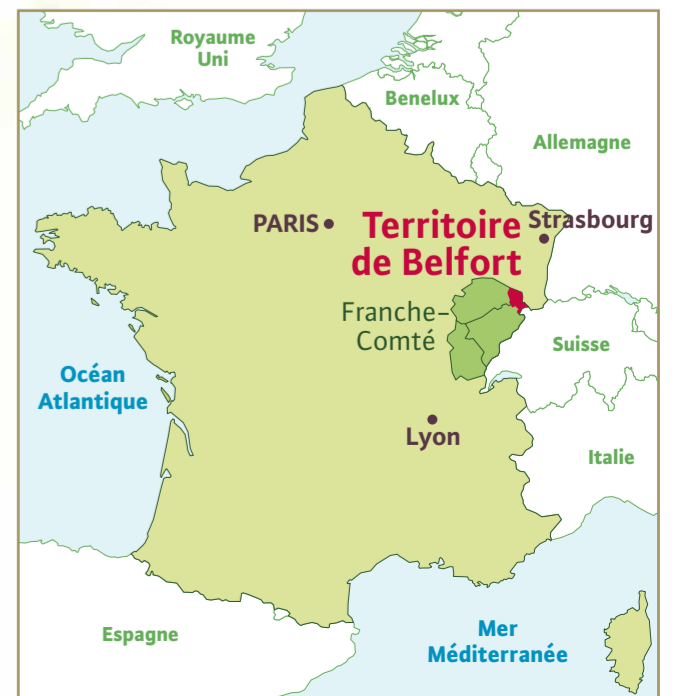 Royaume
Uni
Benelux
Allemagne
PARIS
Territoire
de Belfort
Strasbourg
Franche-
Comté
Suisse
Océan
Atlantique
Lyon
Italie
Espagne
Mer
Méditerranée